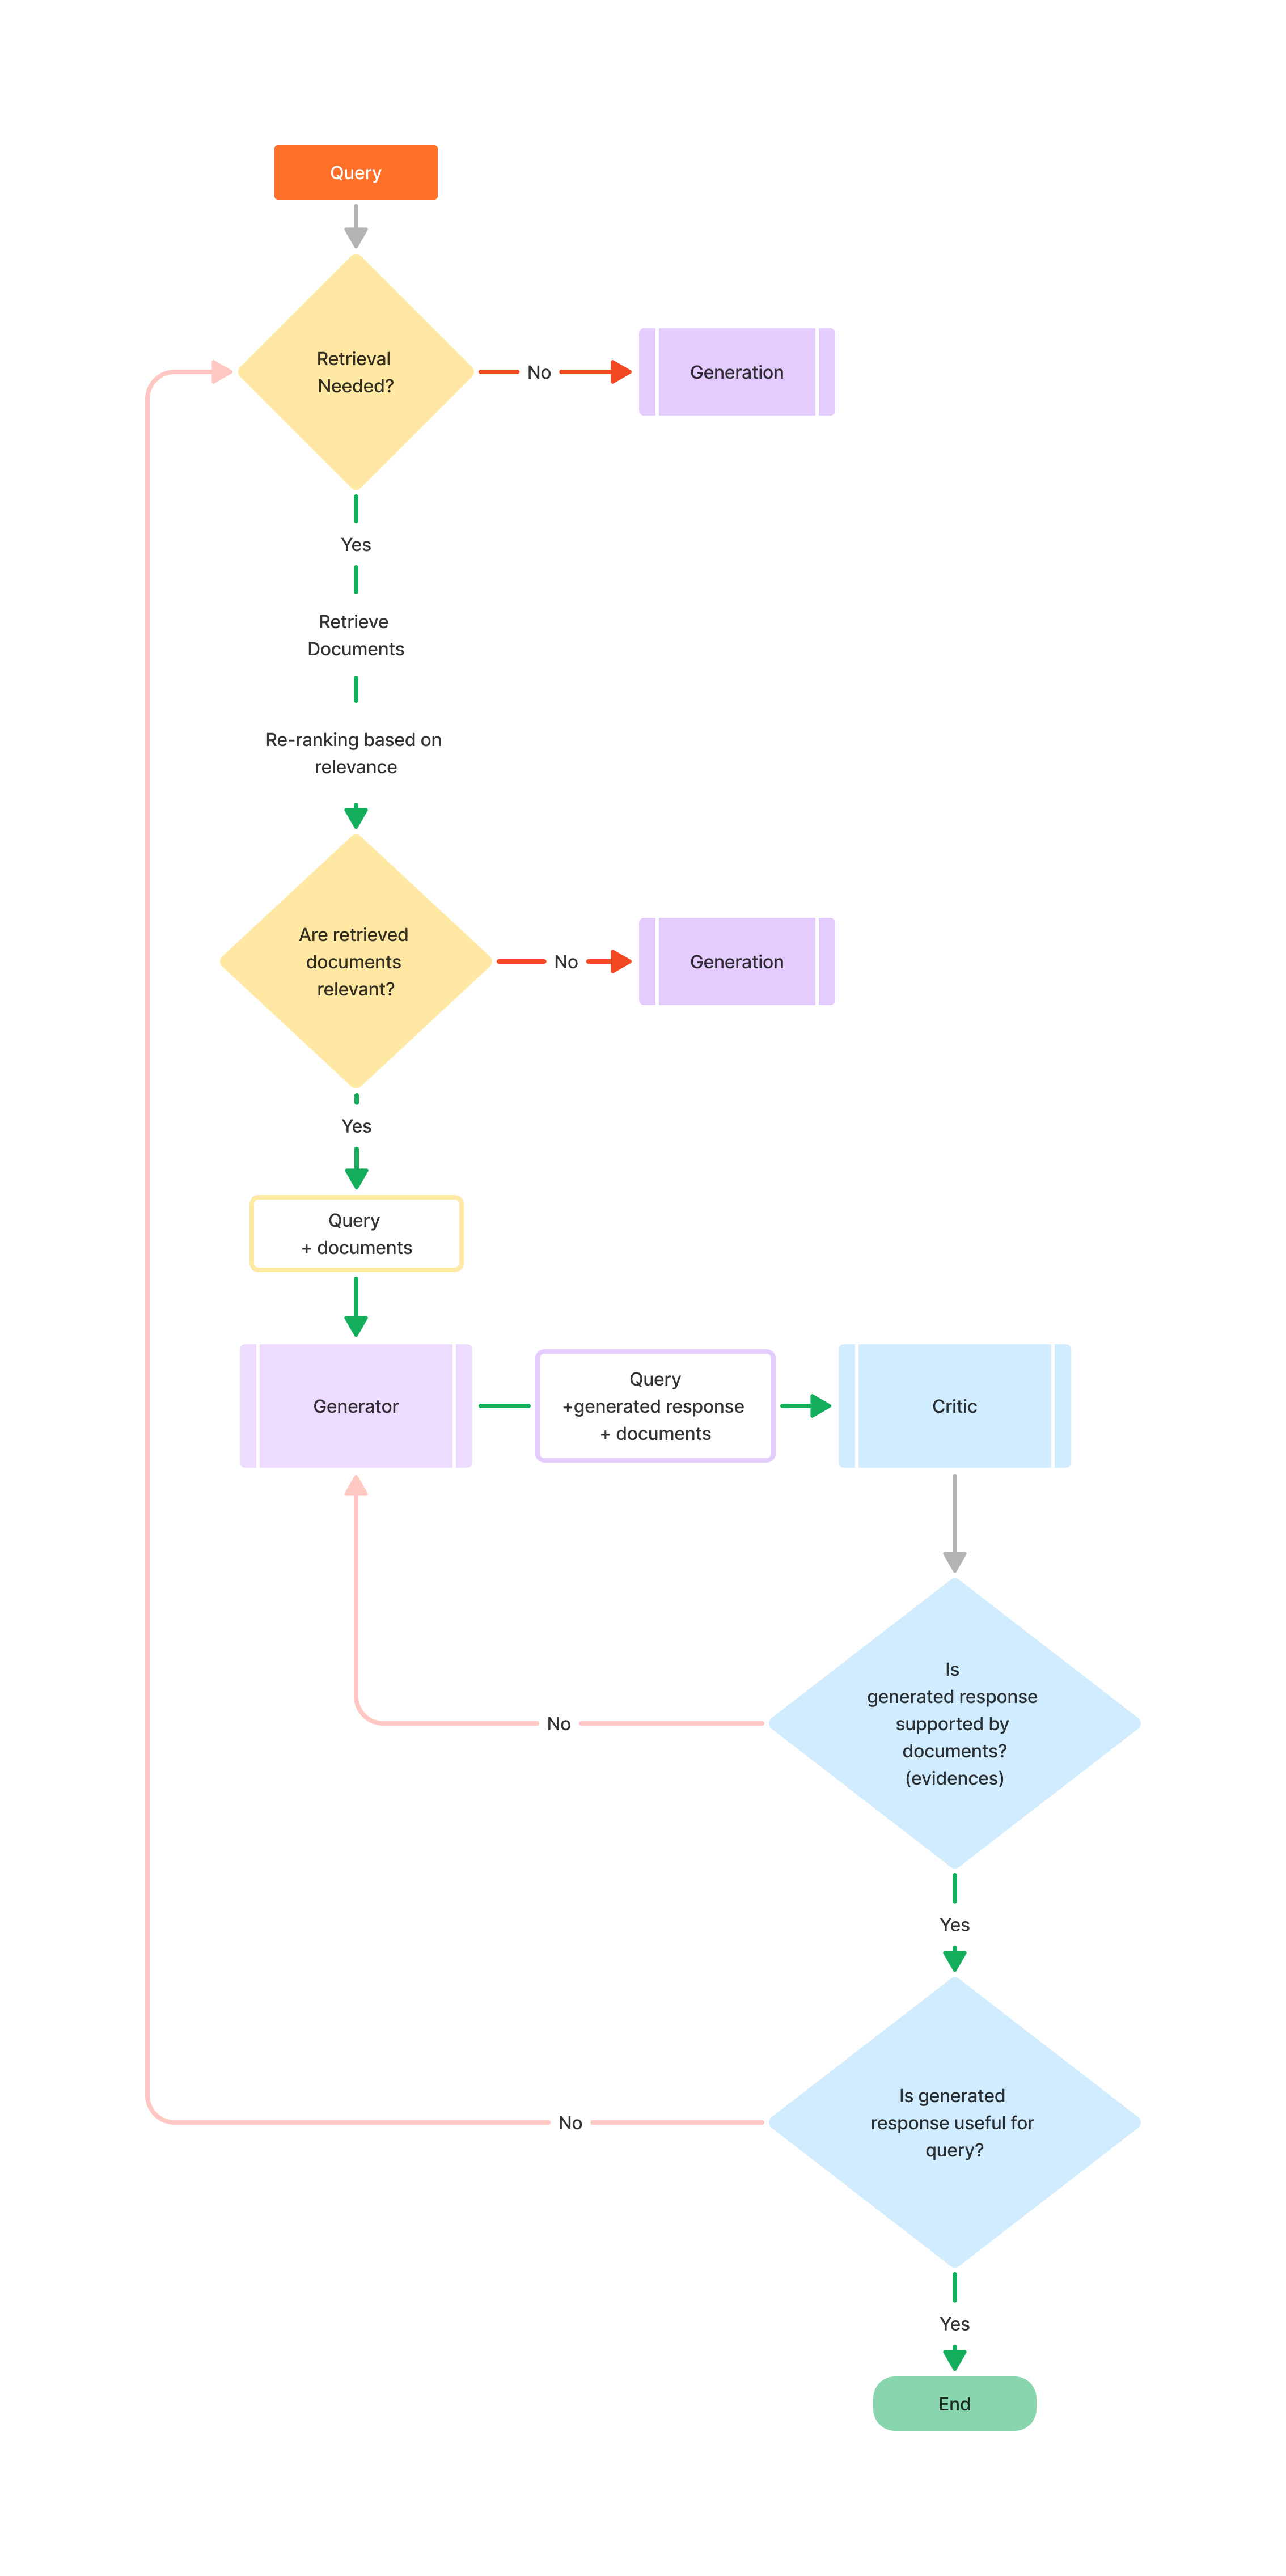 Query
Retrieval
Needed?
No
Generation
Yes
Retrieve
Documents
Re-ranking based on
relevance
Are retrieved
documents
relevant?
No
Generation
Yes
Query
+ documents
Generator
Query
+generated response
+ documents
Critic
Is
generated response
supported by
documents?
(evidences)
No
Yes
Is generated
response useful for
query?
No
Yes
End